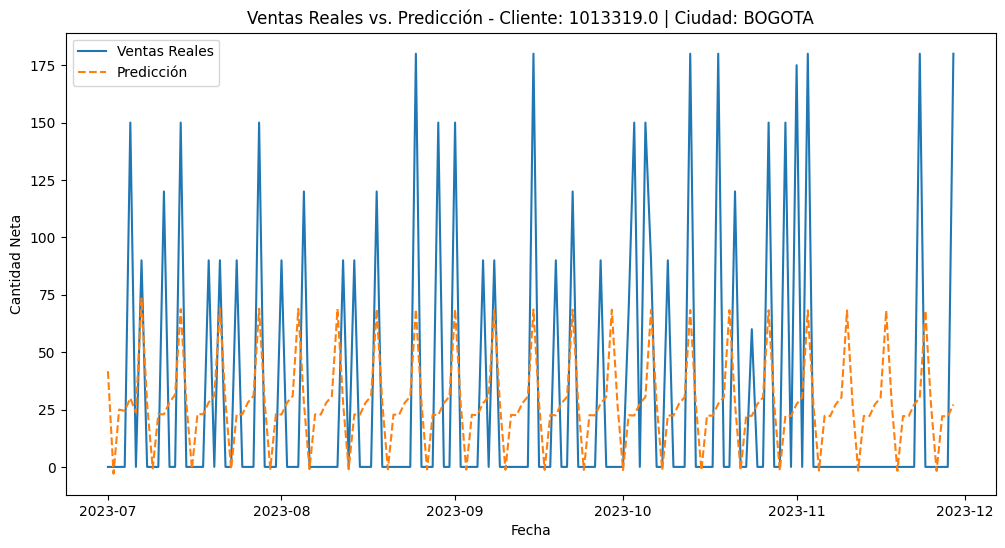 Ventas Reales vs. Predicción - Cliente: 1013319.0 | Ciudad: BOGOTA
Ventas Reales
Predicción
Cantidad Neta
175
150
125
100
75
50
25
0
2023-07 2023-08 2023-09 2023-10 2023-11 2023-12
Fecha